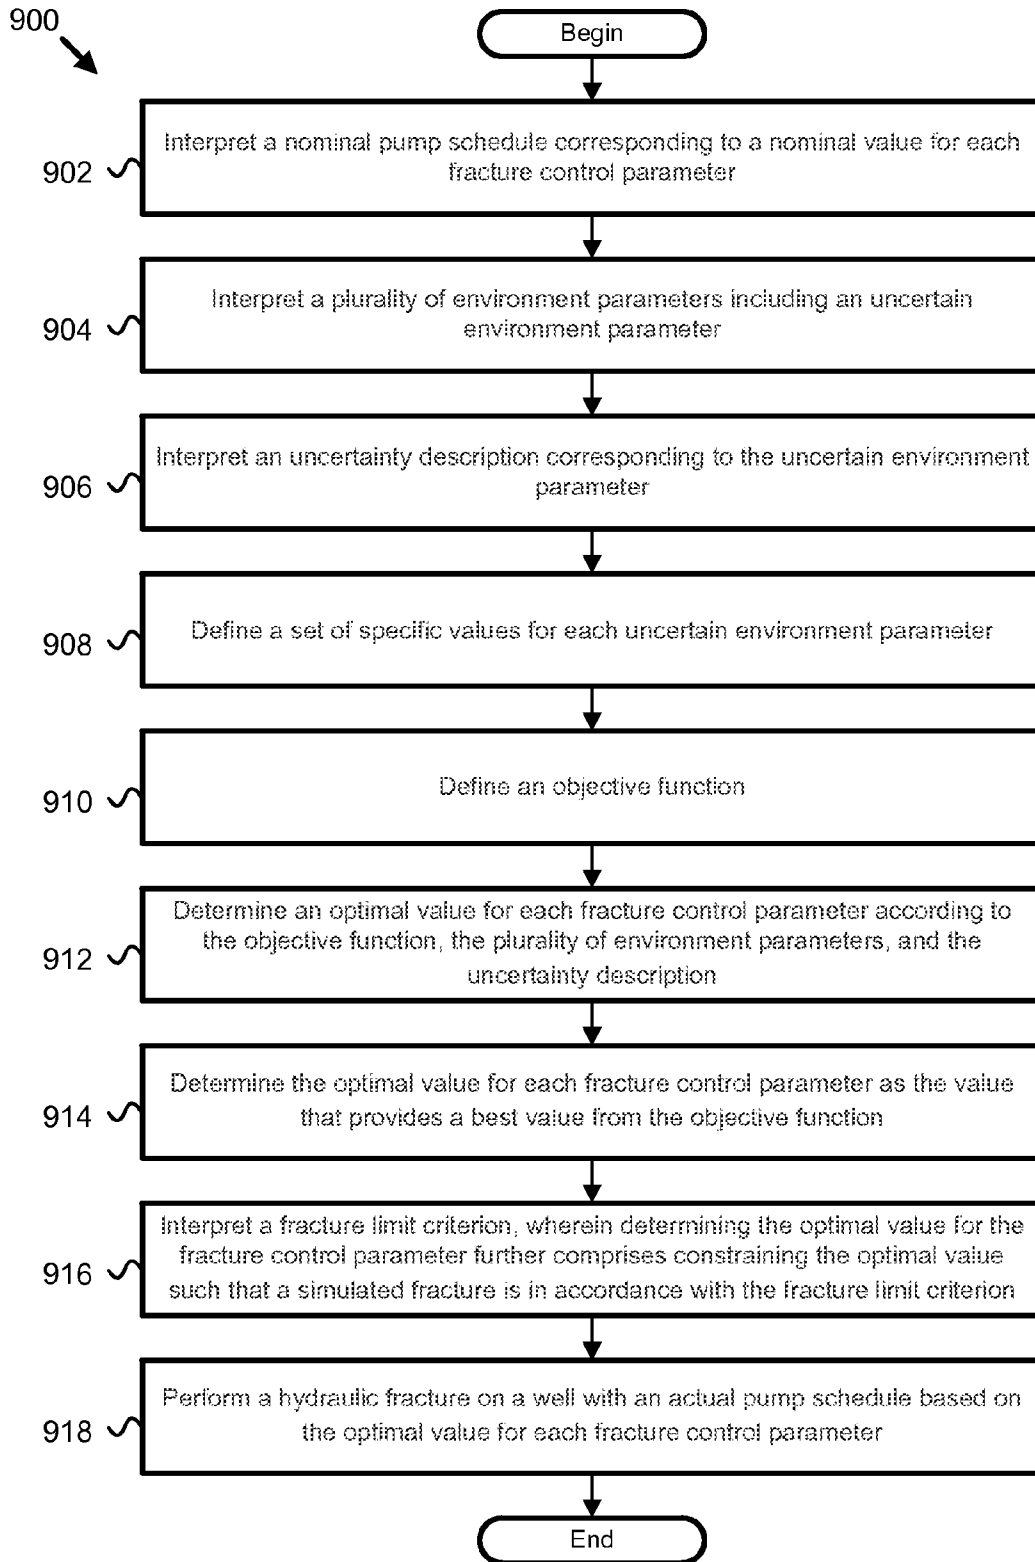 900
Begin
902
Interpret a nominal pump schedule corresponding to a nominal value for each
fracture control parameter
904
Interpret a plurality of environment parameters including an uncertain
environment parameter
906
Interpret an uncertainty description corresponding to the uncertain environment
parameter
908
Define a set of specific values for each uncertain environment parameter
910
Define an objective function
912
Determine an optimal value for each fracture control parameter according to
the objective function, the plurality of environment parameters, and the
uncertainty description
914
Determine the optimal value for each fracture control parameter as the value
that provides a best value from the objective function
916
Interpret a fracture limit criterion, wherein determining the optimal value for the
fracture control parameter further comprises constraining the optimal value
such that a simulated fracture is in accordance with the fracture limit criterion
918
Perform a hydraulic fracture on a well with an actual pump schedule based on
the optimal value for each fracture control parameter
End